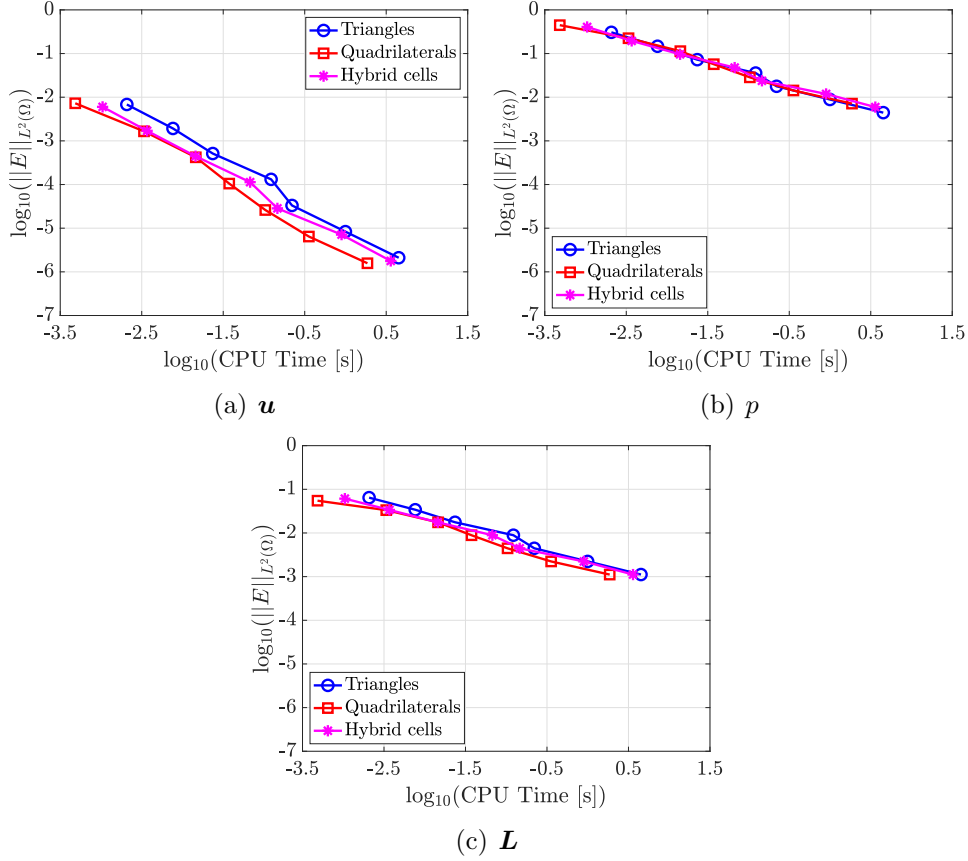 0
-1
-2
-3
-4
-5
-6
-7
log10(||E||L2(Ω))
Triangles
Quadrilaterals
Hybrid cells
-3.5 -2.5 -1.5 -0.5 0.5 1.5
log10(CPU Time [s])
(a) u
0
-1
-2
-3
-4
-5
-6
-7
log10(||E||L2(Ω))
Triangles
Quadrilaterals
Hybrid cells
-3.5 -2.5 -1.5 -0.5 0.5 1.5
log10(CPU Time [s])
(b) p
0
-1
-2
-3
-4
-5
-6
-7
log10(||E||L2(Ω))
Triangles
Quadrilaterals
Hybrid cells
-3.5 -2.5 -1.5 -0.5 0.5 1.5
log10(CPU Time [s])
(c) L